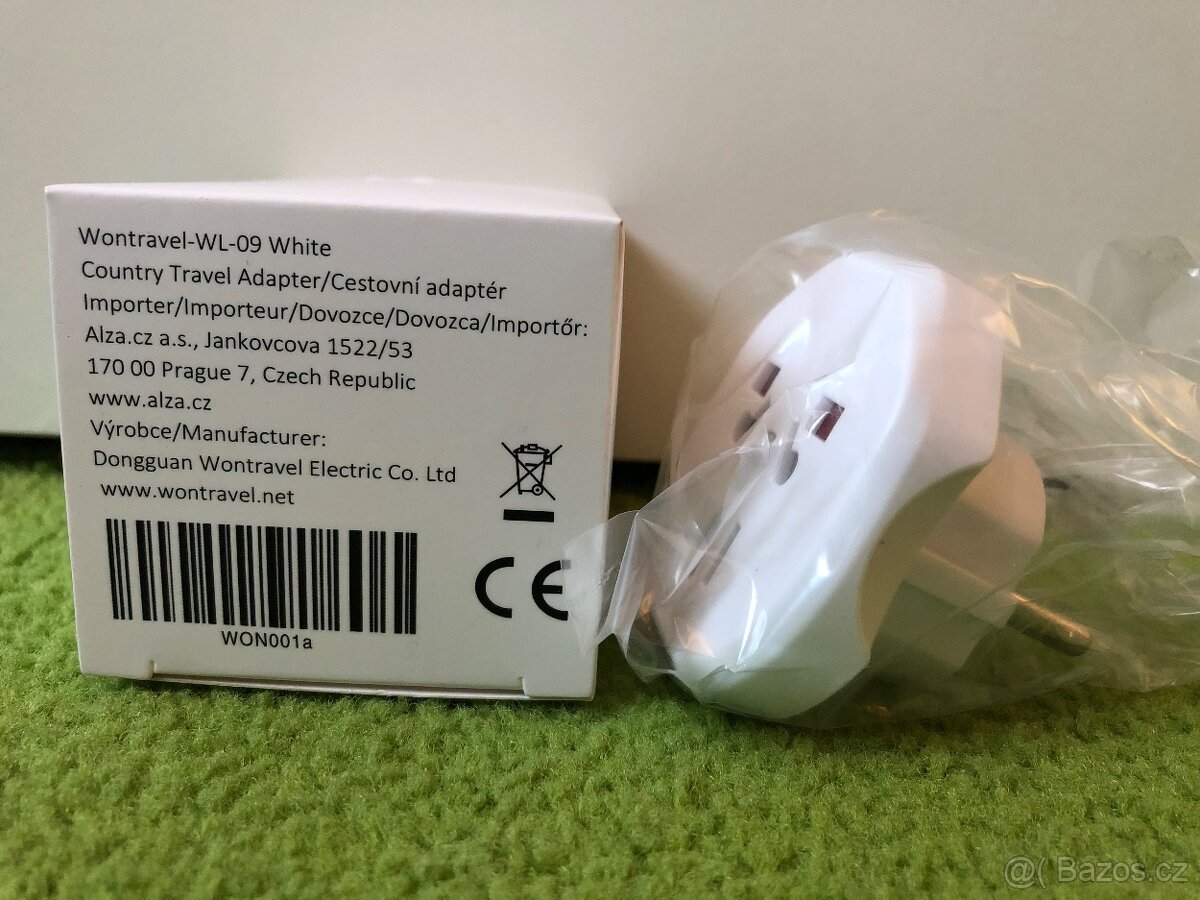 Wontravel-WL-09 White
Country Travel Adapter/Cestovní adaptér
Importer/Importeur/Dovozce/Dovozca/Importőr:
Alza.cz a.s., Jankovcova 1522/53
170 00 Prague 7, Czech Republic
www.alza.cz
Výrobce/Manufacturer:
Dongguan Wontravel Electric Co. Ltd
www.wontravel.net
CE
WON001a
@( Bazos.cz